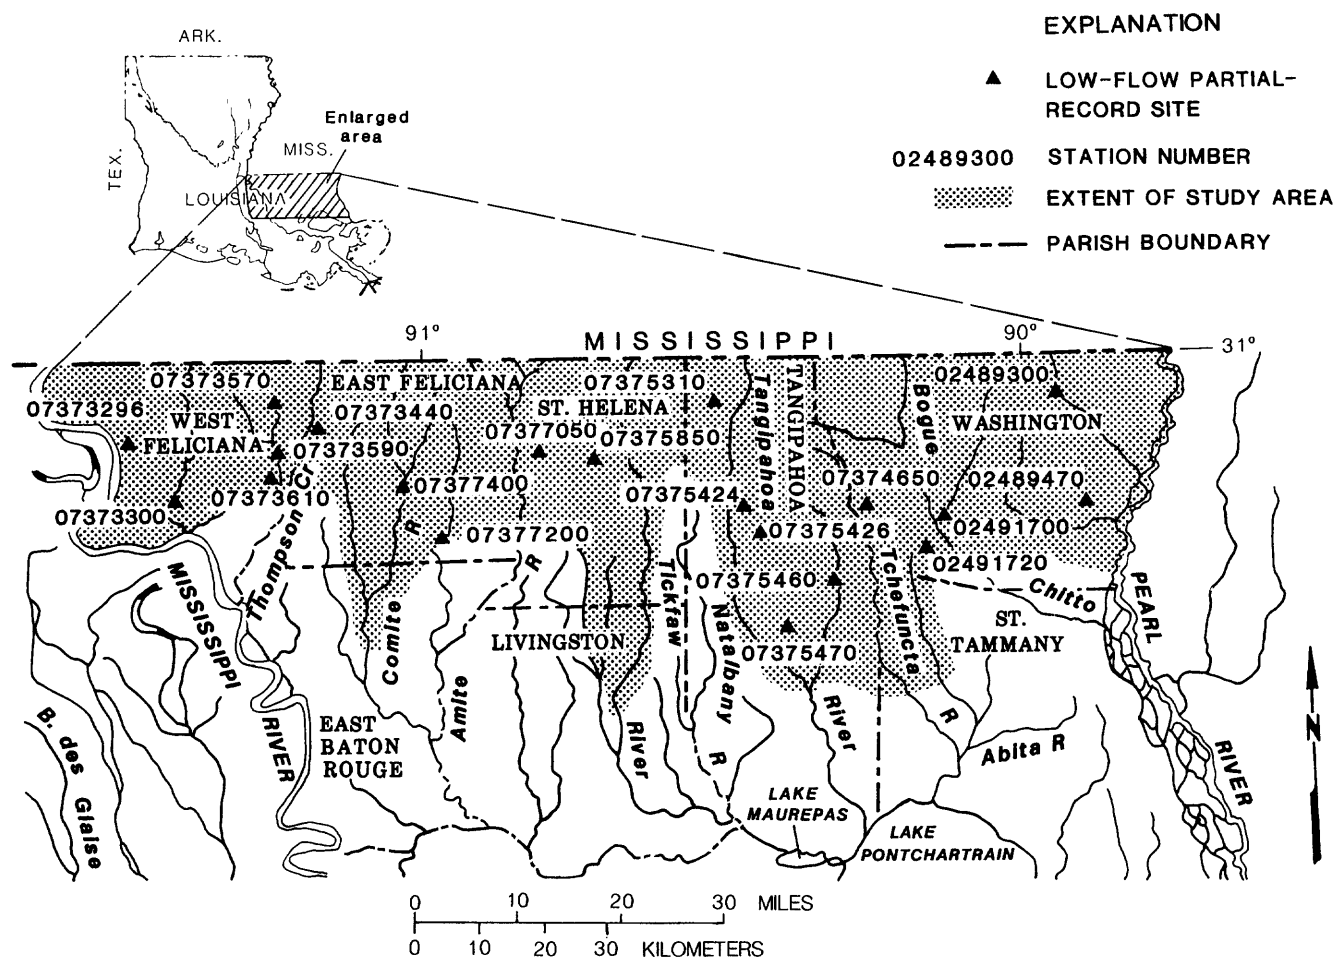 ARK.
Enlarged
area
MISS.
TEX.
LOUISIANA
EXPLANATION
LOW-FLOW PARTIAL-
RECORD SITE
02489300 STATION NUMBER
EXTENT OF STUDY AREA
PARISH BOUNDARY
91°
MISSISSIPPI
90°
31°
07373570
EAST FELICIANA
07375310
02489300
07373296
WEST
FELICIANA
07373440
ST. HELENA
Tangipahoa
TANGIPAHOA
Bogue
WASHINGTON
07377050
07375850
07373590
07373610
07377400
07375424
07374650
02489470
07373300
Thompson Cr
R
07377200
07375426
02491700
02491720
MISSISSIPPI
RIVER
Comite
Amite
R
LIVINGSTON
Tickfaw
River
07375460
Natalbany
R
07375470
Tchefuncta
R
River
Chitto
ST.
TAMMANY
PEARL
RIVER
N
B. des Glaise
EAST
BATON
ROUGE
Abita R
LAKE
MAUREPAS
LAKE
PONTCHARTRAIN
0 10 20 30 MILES
0 10 20 30 KILOMETERS